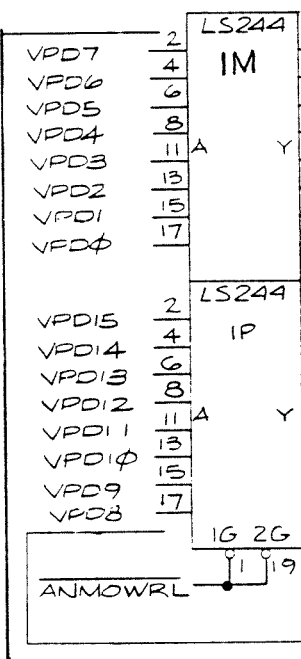 LS244
1M
VPD7 2
VPD6 4
VPD5 6
VPD4 8
VPD3 11 A Y
VPD2 13
VPD1 15
VPDØ 17
LS244
1P
VPD15 2
VPD14 4
VPD13 6
VPD12 8
VPD11 11 A Y
VPD1Ø 13
VPD9 15
VPD8 17
1G 2G
1 19
ANMOWRL